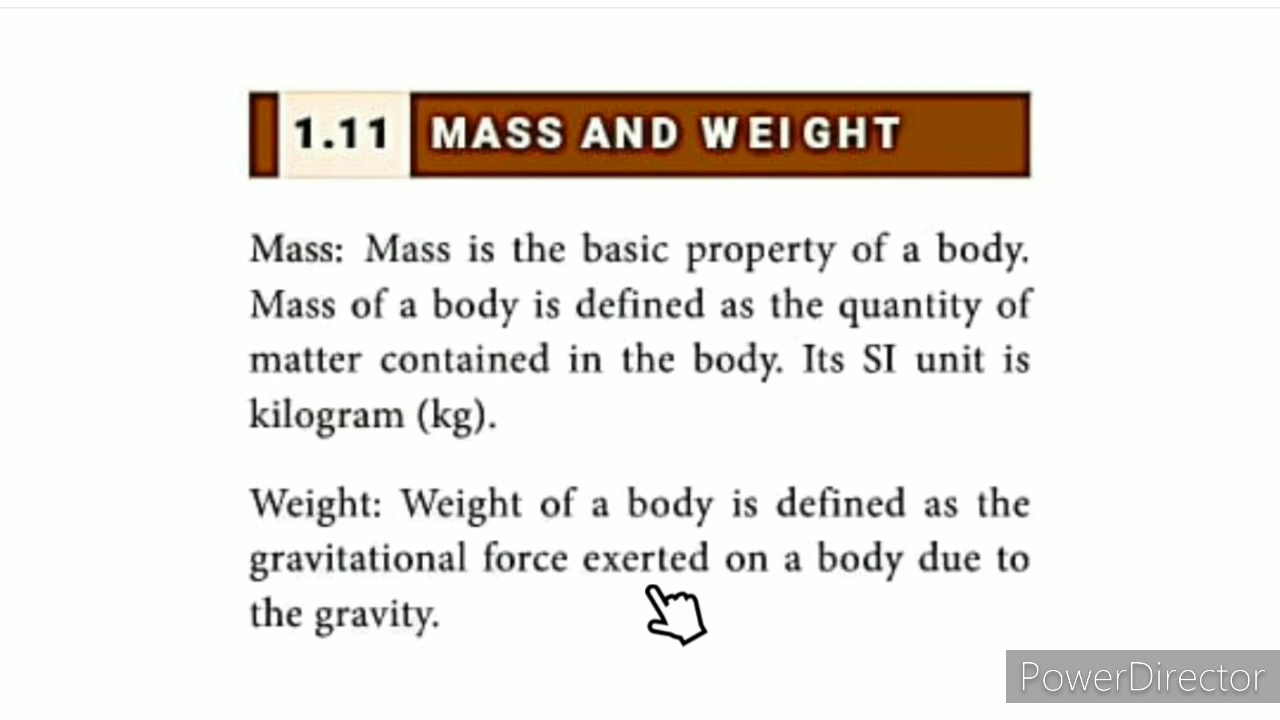 1.11 MASS AND WEIGHT
Mass: Mass is the basic property of a body.
Mass of a body is defined as the quantity of
matter contained in the body. Its SI unit is
kilogram (kg).
Weight: Weight of a body is defined as the
gravitational force exerted on a body due to
the gravity.
PowerDirector